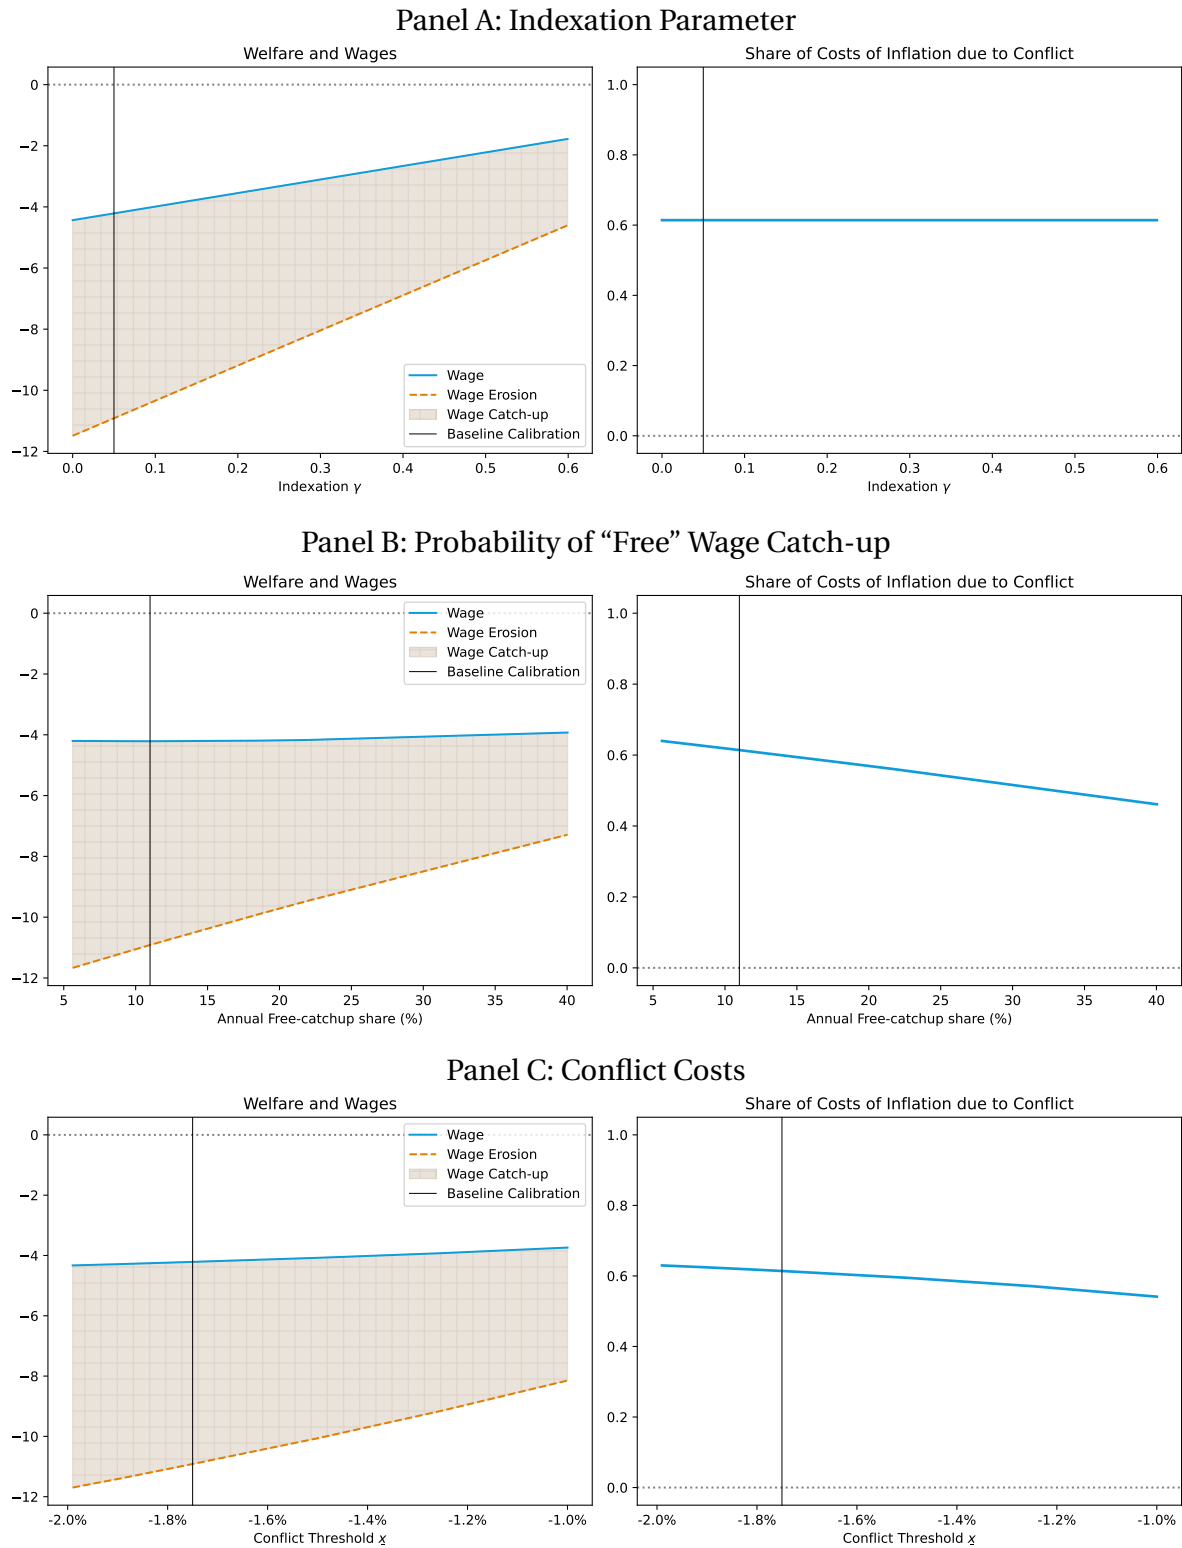 Panel A: Indexation Parameter
Welfare and Wages
0
−2
−4
−6
−8
−10
−12
0.0 0.1 0.2 0.3 0.4 0.5 0.6
Indexation γ
Wage
Wage Erosion
Wage Catch-up
Baseline Calibration
Share of Costs of Inflation due to Conflict
1.0
0.8
0.6
0.4
0.2
0.0
0.0 0.1 0.2 0.3 0.4 0.5 0.6
Indexation γ
Panel B: Probability of “Free” Wage Catch-up
Welfare and Wages
0
−2
−4
−6
−8
−10
−12
5 10 15 20 25 30 35 40
Annual Free-catchup share (%)
Wage
Wage Erosion
Wage Catch-up
Baseline Calibration
Share of Costs of Inflation due to Conflict
1.0
0.8
0.6
0.4
0.2
0.0
5 10 15 20 25 30 35 40
Annual Free-catchup share (%)
Panel C: Conflict Costs
Welfare and Wages
0
−2
−4
−6
−8
−10
−12
-2.0% -1.8% -1.6% -1.4% -1.2% -1.0%
Conflict Threshold x̲
Wage
Wage Erosion
Wage Catch-up
Baseline Calibration
Share of Costs of Inflation due to Conflict
1.0
0.8
0.6
0.4
0.2
0.0
-2.0% -1.8% -1.6% -1.4% -1.2% -1.0%
Conflict Threshold x̲